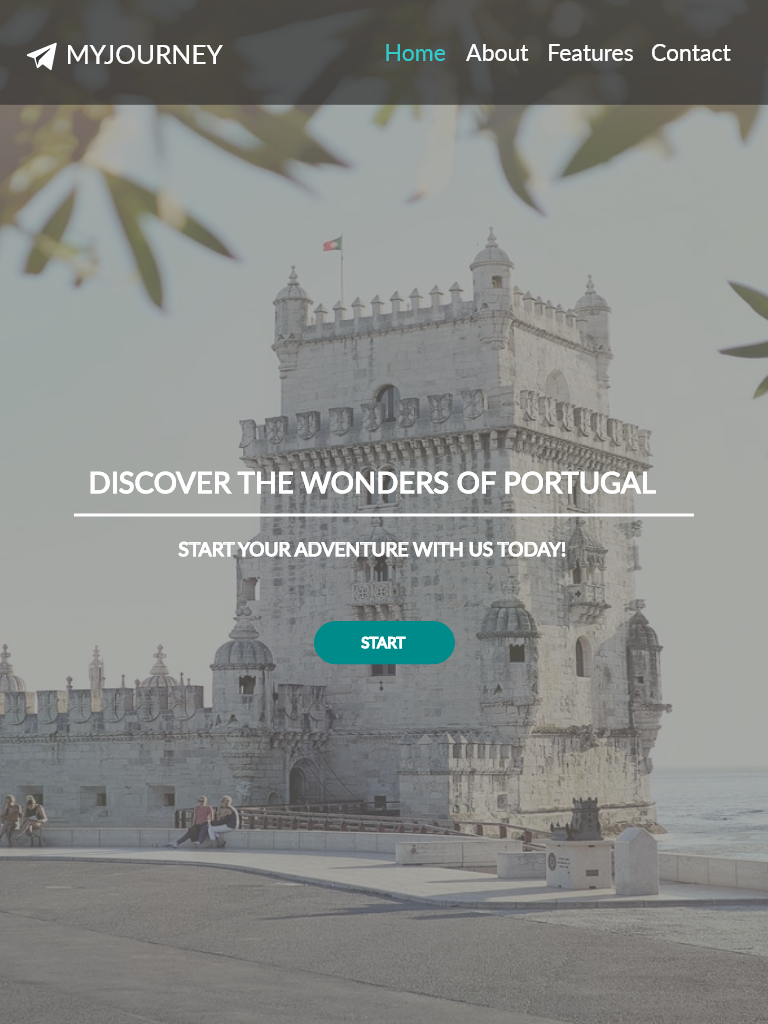 MYJOURNEY Home About Features Contact
DISCOVER THE WONDERS OF PORTUGAL
START YOUR ADVENTURE WITH US TODAY!
START